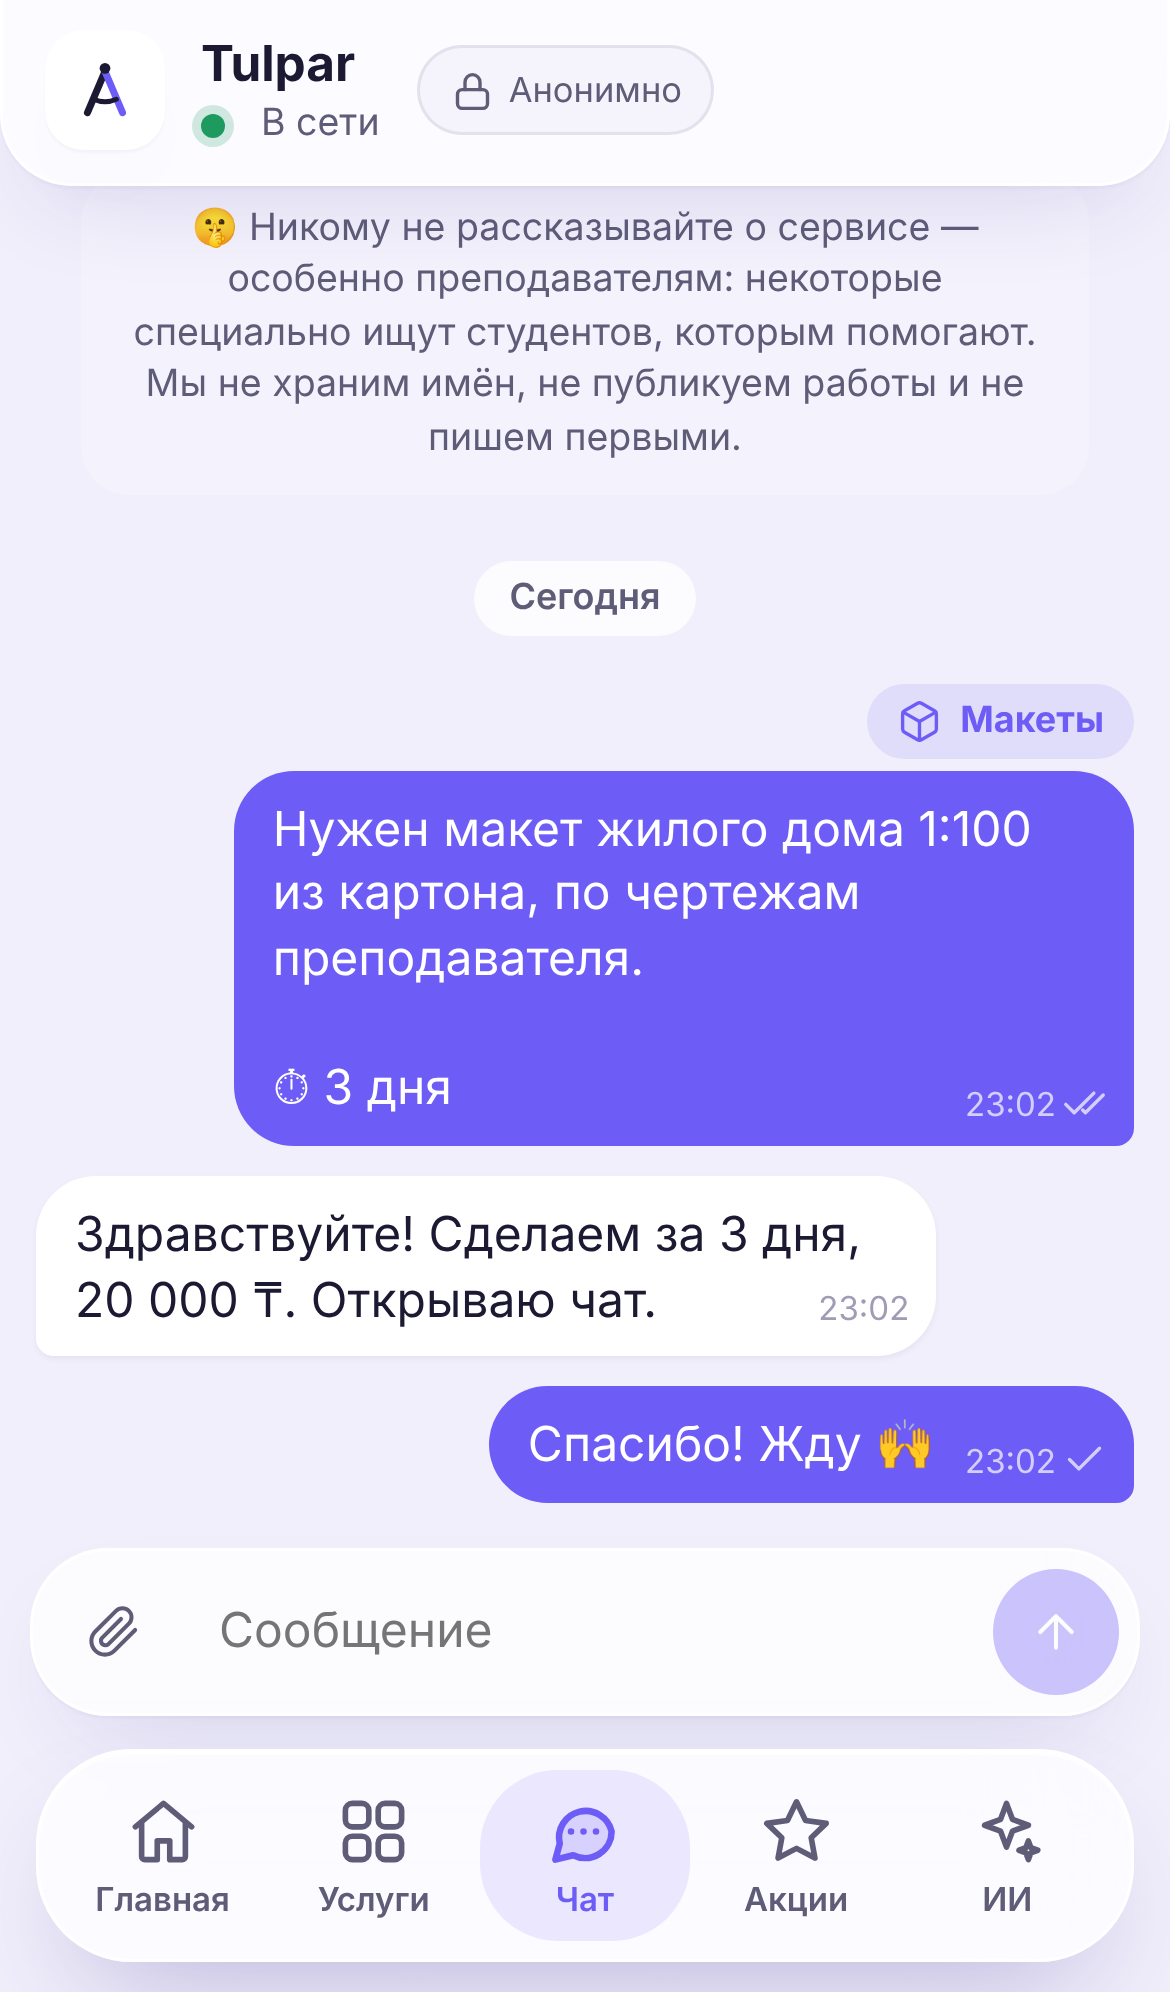 Tulpar
В сети
Анонимно
🤫 Никому не рассказывайте о сервисе —
особенно преподавателям: некоторые
специально ищут студентов, которым помогают.
Мы не храним имён, не публикуем работы и не
пишем первыми.
Сегодня
Макеты
Нужен макет жилого дома 1:100
из картона, по чертежам
преподавателя.
⏱ 3 дня
23:02
Здравствуйте! Сделаем за 3 дня,
20 000 ₸. Открываю чат.
23:02
Спасибо! Жду 🙌
23:02
Сообщение
Главная
Услуги
Чат
Акции
ИИ